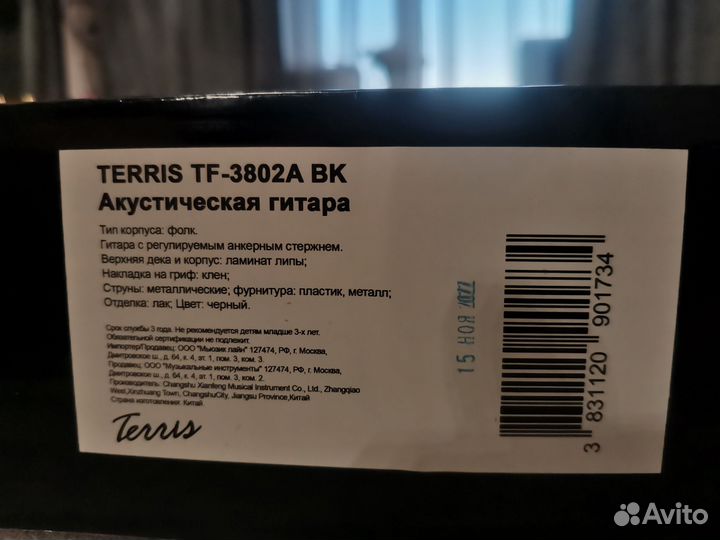 TERRIS TF-3802A BK
Акустическая гитара
Тип корпуса: фолк.
Гитара с регулируемым анкерным стержнем.
Верхняя дека и корпус: ламинат липы;
Накладка на гриф: клен;
Струны: металлические; фурнитура: пластик, металл;
Отделка: лак; Цвет: черный.
Срок службы 3 года. Не рекомендуется детям младше 3-х лет.
Обязательной сертификации не подлежит.
Импортер/Продавец: ООО "Мьюзик лайн" 127474, РФ, г. Москва,
Дмитровское ш., д. 64, к. 4, эт. 1, пом. 3, ком. 3.
Продавец: ООО "Музыкальные инструменты" 127474, РФ, г. Москва,
Дмитровское ш., д. 64, к. 4, эт. 1, пом. 3, ком. 2.
Производитель: Changshu Xianfeng Musical Instrument Co., Ltd., Zhangqiao
West,Xinzhuang Town, ChangshuCity, Jiangsu Province,Китай
Страна изготовления: Китай.
Terris
15 НОЯ 2022
3 831120 901734
Avito